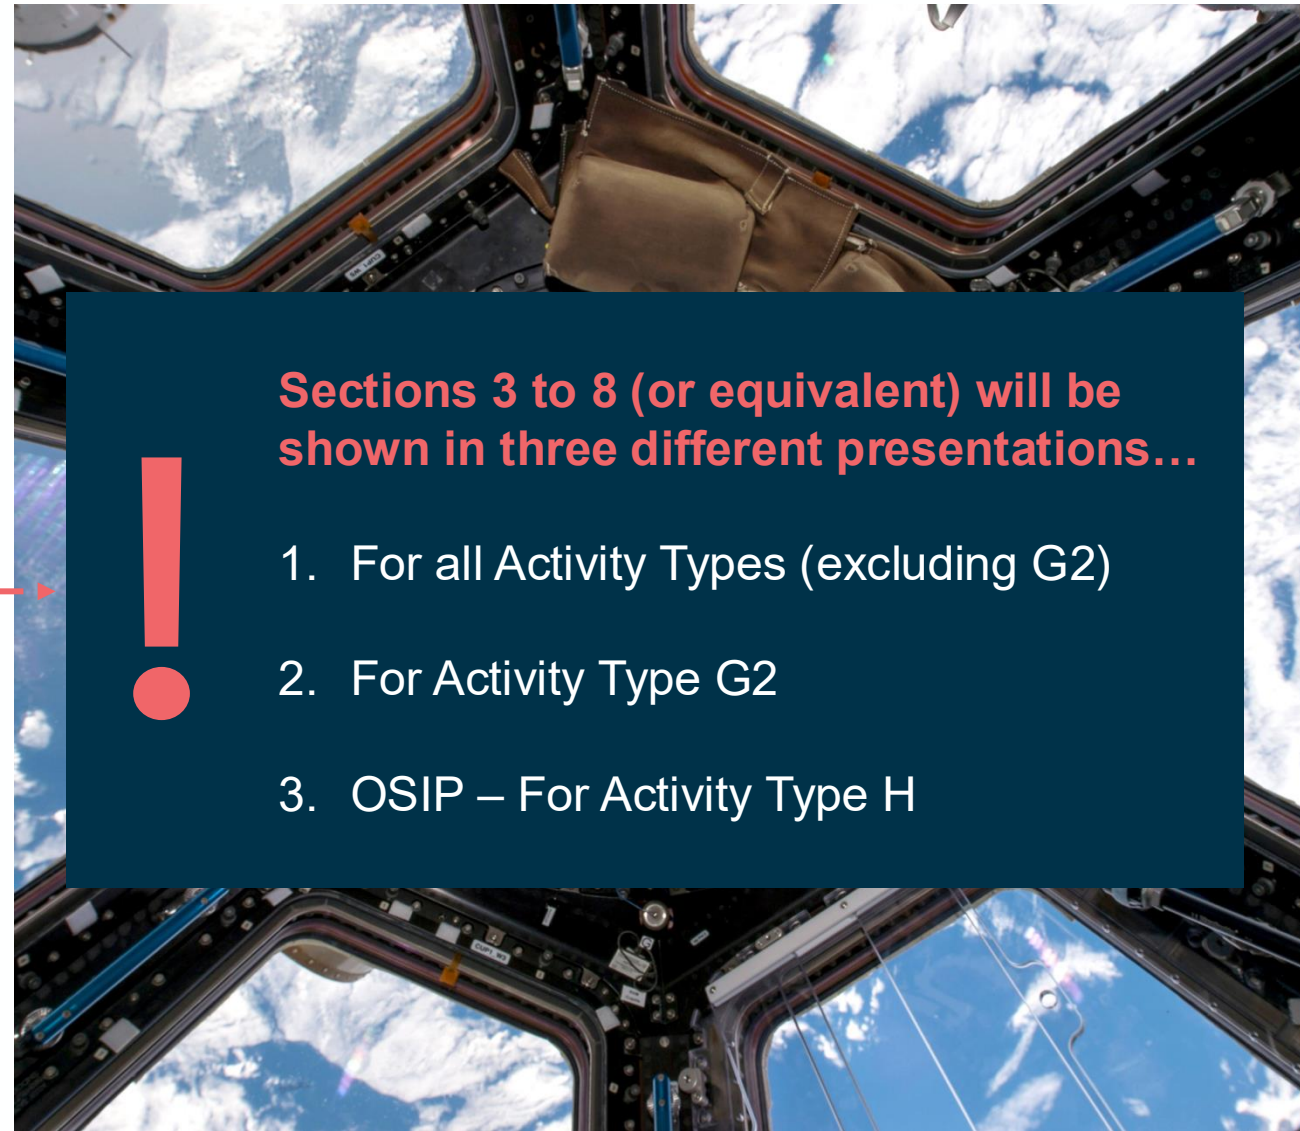 Sections 3 to 8 (or equivalent) will be
shown in three different presentations…
!
1. For all Activity Types (excluding G2)
2. For Activity Type G2
3. OSIP – For Activity Type H
CUP1_W3